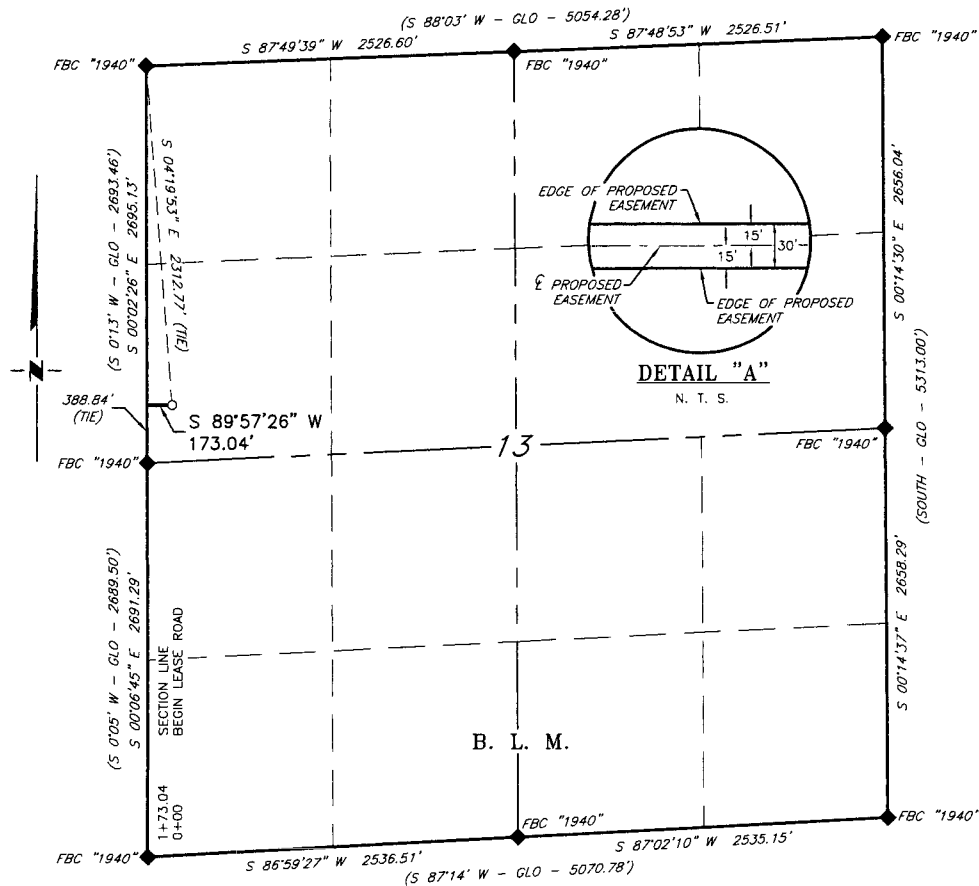 (S 88°03' W - GLO - 5054.28')
S 87°49'39" W 2526.60'
S 87°48'53" W 2526.51'
FBC "1940"
FBC "1940"
FBC "1940"
(S 0°13' W - GLO - 2693.46')
S 00°02'26" E 2695.13'
S 04°19'53" E 2312.77' (TIE)
EDGE OF PROPOSED
EASEMENT
15'
30'
15'
℄ PROPOSED
EASEMENT
EDGE OF PROPOSED
EASEMENT
DETAIL "A"
N. T. S.
S 00°14'30" E 2656.04'
(SOUTH - GLO - 5313.00')
N
388.84'
(TIE)
S 89°57'26" W
173.04'
FBC "1940"
13
FBC "1940"
(S 0°05' W - GLO - 2689.50')
S 00°06'45" E 2691.29'
SECTION LINE
BEGIN LEASE ROAD
1+73.04
0+00
S 00°14'37" E 2658.29'
B. L. M.
FBC "1940"
FBC "1940"
FBC "1940"
S 86°59'27" W 2536.51'
S 87°02'10" W 2535.15'
(S 87°14' W - GLO - 5070.78')